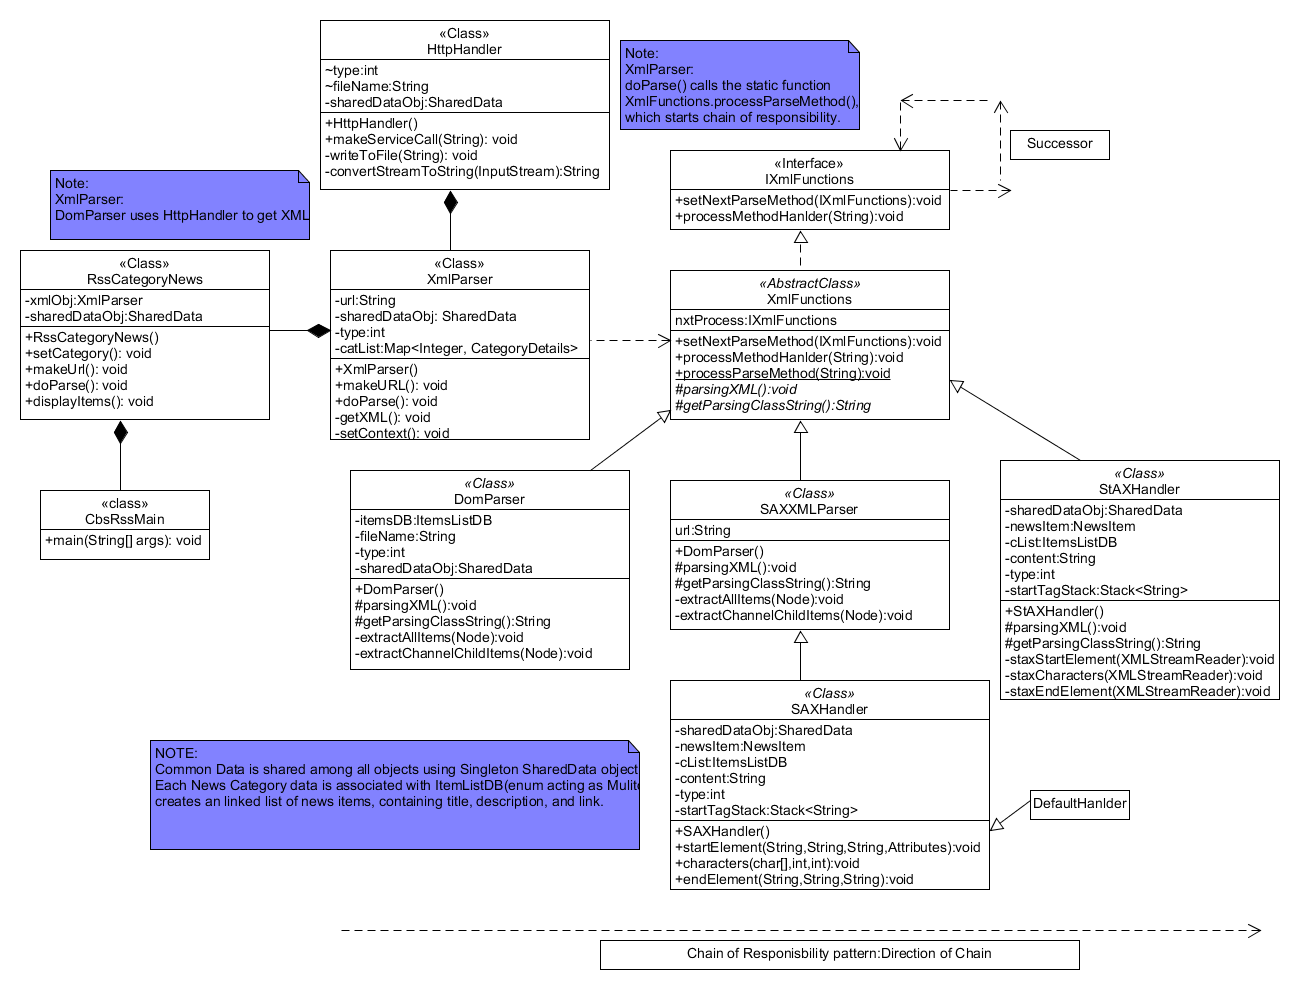 «Class»
HttpHandler
~type:int
~fileName:String
-sharedDataObj:SharedData
+HttpHandler()
+makeServiceCall(String): void
-writeToFile(String): void
-convertStreamToString(InputStream):String
Note:
XmlParser:
doParse() calls the static function
XmlFunctions.processParseMethod(),
which starts chain of responsibility.
Successor
«Interface»
IXmlFunctions
+setNextParseMethod(IXmlFunctions):void
+processMethodHanlder(String):void
Note:
XmlParser:
DomParser uses HttpHandler to get XML
«Class»
RssCategoryNews
-xmlObj:XmlParser
-sharedDataObj:SharedData
+RssCategoryNews()
+setCategory(): void
+makeUrl(): void
+doParse(): void
+displayItems(): void
«Class»
XmlParser
-url:String
-sharedDataObj: SharedData
-type:int
-catList:Map<Integer, CategoryDetails>
+XmlParser()
+makeURL(): void
+doParse(): void
-getXML(): void
-setContext(): void
«AbstractClass»
XmlFunctions
nxtProcess:IXmlFunctions
+setNextParseMethod(IXmlFunctions):void
+processMethodHanlder(String):void
+processParseMethod(String):void
#parsingXML():void
#getParsingClassString():String
«class»
CbsRssMain
+main(String[] args): void
«Class»
DomParser
-itemsDB:ItemsListDB
-fileName:String
-type:int
-sharedDataObj:SharedData
+DomParser()
#parsingXML():void
#getParsingClassString():String
-extractAllItems(Node):void
-extractChannelChildItems(Node):void
«Class»
SAXXMLParser
url:String
+DomParser()
#parsingXML():void
#getParsingClassString():String
-extractAllItems(Node):void
-extractChannelChildItems(Node):void
«Class»
StAXHandler
-sharedDataObj:SharedData
-newsItem:NewsItem
-cList:ItemsListDB
-content:String
-type:int
-startTagStack:Stack<String>
+StAXHandler()
#parsingXML():void
#getParsingClassString():String
-staxStartElement(XMLStreamReader):void
-staxCharacters(XMLStreamReader):void
-staxEndElement(XMLStreamReader):void
«Class»
SAXHandler
-sharedDataObj:SharedData
-newsItem:NewsItem
-cList:ItemsListDB
-content:String
-type:int
-startTagStack:Stack<String>
+SAXHandler()
+startElement(String,String,String,Attributes):void
+characters(char[],int,int):void
+endElement(String,String,String):void
DefaultHanlder
NOTE:
Common Data is shared among all objects using Singleton SharedData object
Each News Category data is associated with ItemListDB(enum acting as Mulite
creates an linked list of news items, containing title, description, and link.
Chain of Responisbility pattern:Direction of Chain